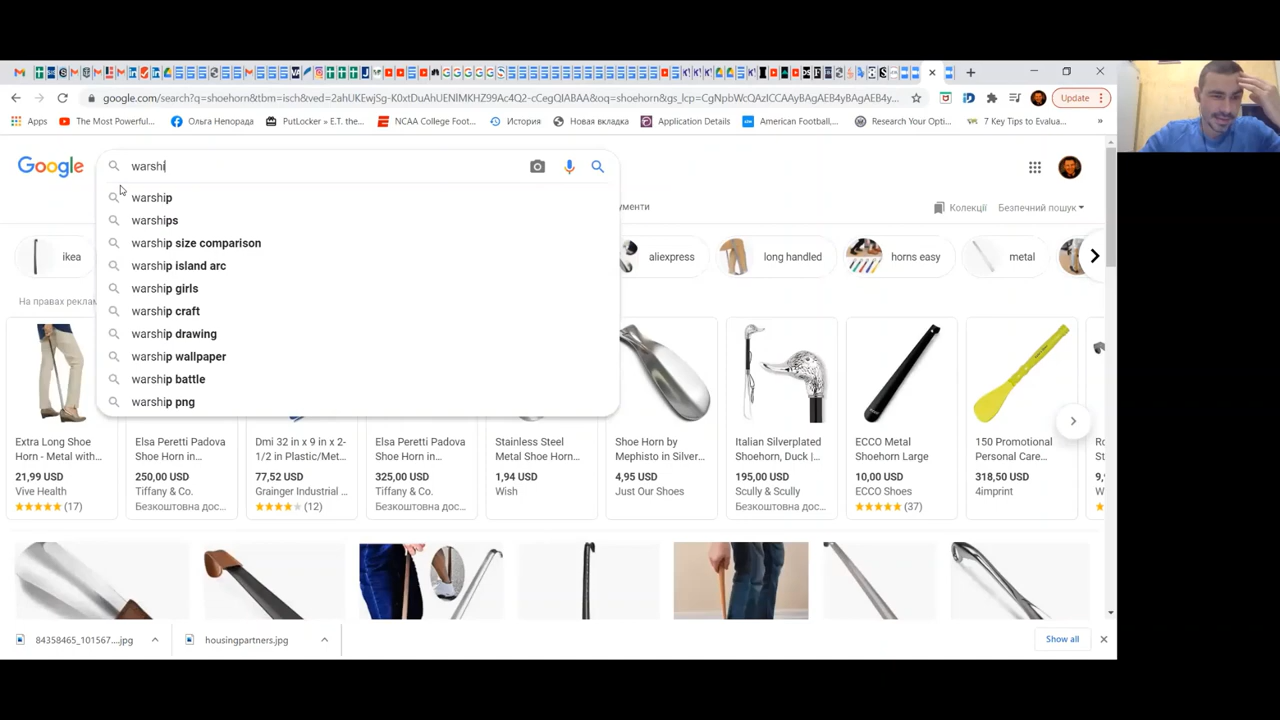 google.com/search?q=shoehorn&tbm=isch&ved=2ahUKEwiSq-K0xtDuAhUENlMKHZ99Ac4Q2-cCegQIABAA&oq=shoehorn&gs_lcp=CgNpbWcQAzICCAAyBAgAEB4yBAgAEB4yBAgAEB4y...
Update
Apps
The Most Powerful...
Ольга Непорада
PutLocker » E.T. the...
NCAA College Foot...
История
Новая вкладка
Application Details
American Football,...
Research Your Opti...
7 Key Tips to Evalua...
»
Google
warshi
warship
warships
warship size comparison
warship island arc
warship girls
warship craft
warship drawing
warship wallpaper
warship battle
warship png
ументи
Колекції
Безпечний пошук
ikea
aliexpress
long handled
horns easy
metal
На правах реклам
Extra Long Shoe
Horn - Metal with...
21,99 USD
Vive Health
(17)
Elsa Peretti Padova
Shoe Horn in...
250,00 USD
Tiffany & Co.
Безкоштовна дос...
Dmi 32 in x 9 in x 2-
1/2 in Plastic/Met...
77,52 USD
Grainger Industrial ...
(12)
Elsa Peretti Padova
Shoe Horn in...
325,00 USD
Tiffany & Co.
Безкоштовна дос...
Stainless Steel
Metal Shoe Horn...
1,94 USD
Wish
Shoe Horn by
Mephisto in Silver...
4,95 USD
Just Our Shoes
Italian Silverplated
Shoehorn, Duck |...
195,00 USD
Scully & Scully
Безкоштовна дос...
ECCO Metal
Shoehorn Large
10,00 USD
ECCO Shoes
(37)
150 Promotional
Personal Care...
318,50 USD
4imprint
84358465_101567....jpg
housingpartners.jpg
Show all